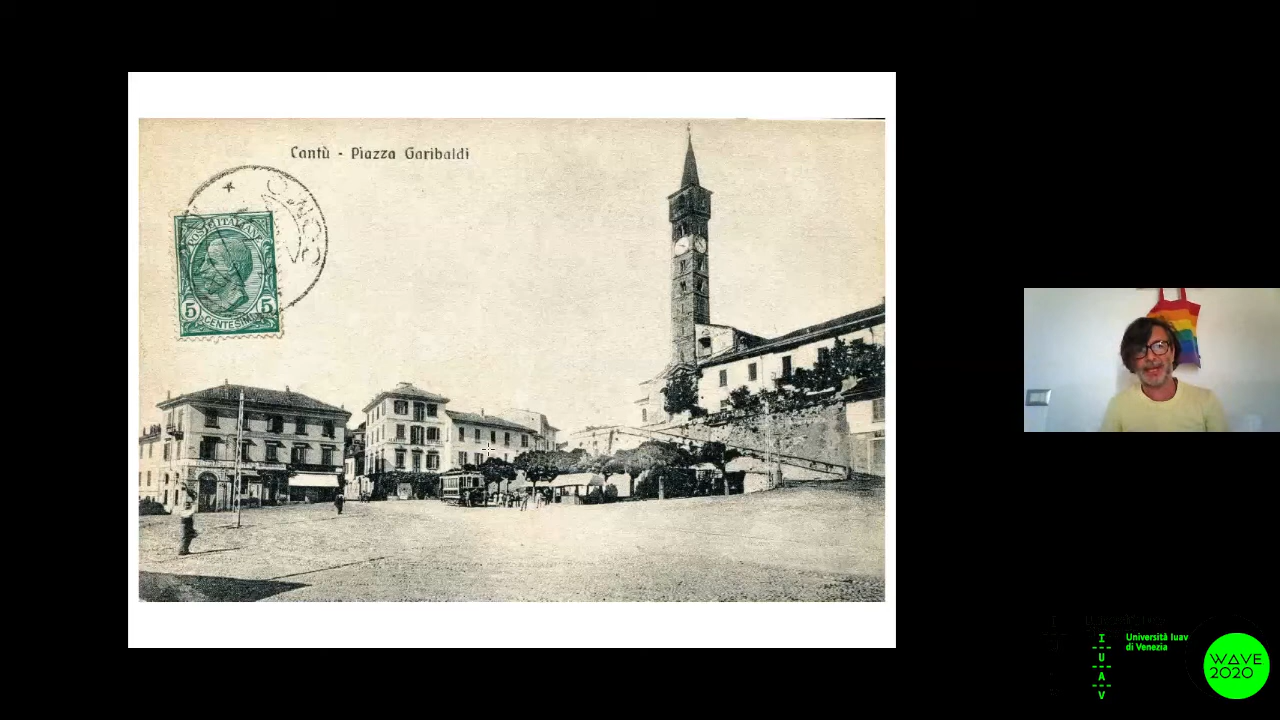 Cantù - Piazza Garibaldi
POSTE ITALIANE
5 5
CENTESIMI
I
U
A
V
Università Iuav
di Venezia
WAVE
2020